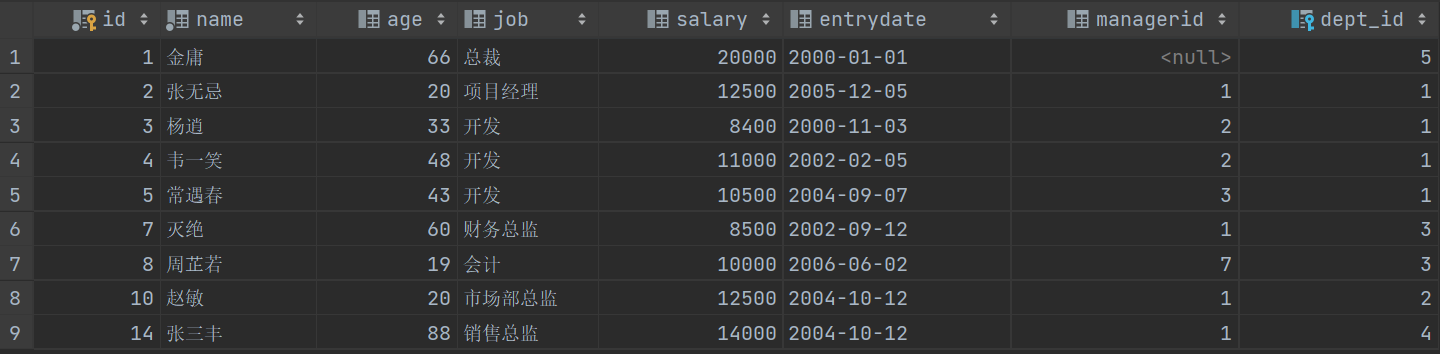 id name age job salary entrydate managerid dept_id
1 1 金庸 66 总裁 20000 2000-01-01 <null> 5
2 2 张无忌 20 项目经理 12500 2005-12-05 1 1
3 3 杨逍 33 开发 8400 2000-11-03 2 1
4 4 韦一笑 48 开发 11000 2002-02-05 2 1
5 5 常遇春 43 开发 10500 2004-09-07 3 1
6 7 灭绝 60 财务总监 8500 2002-09-12 1 3
7 8 周芷若 19 会计 10000 2006-06-02 7 3
8 10 赵敏 20 市场部总监 12500 2004-10-12 1 2
9 14 张三丰 88 销售总监 14000 2004-10-12 1 4